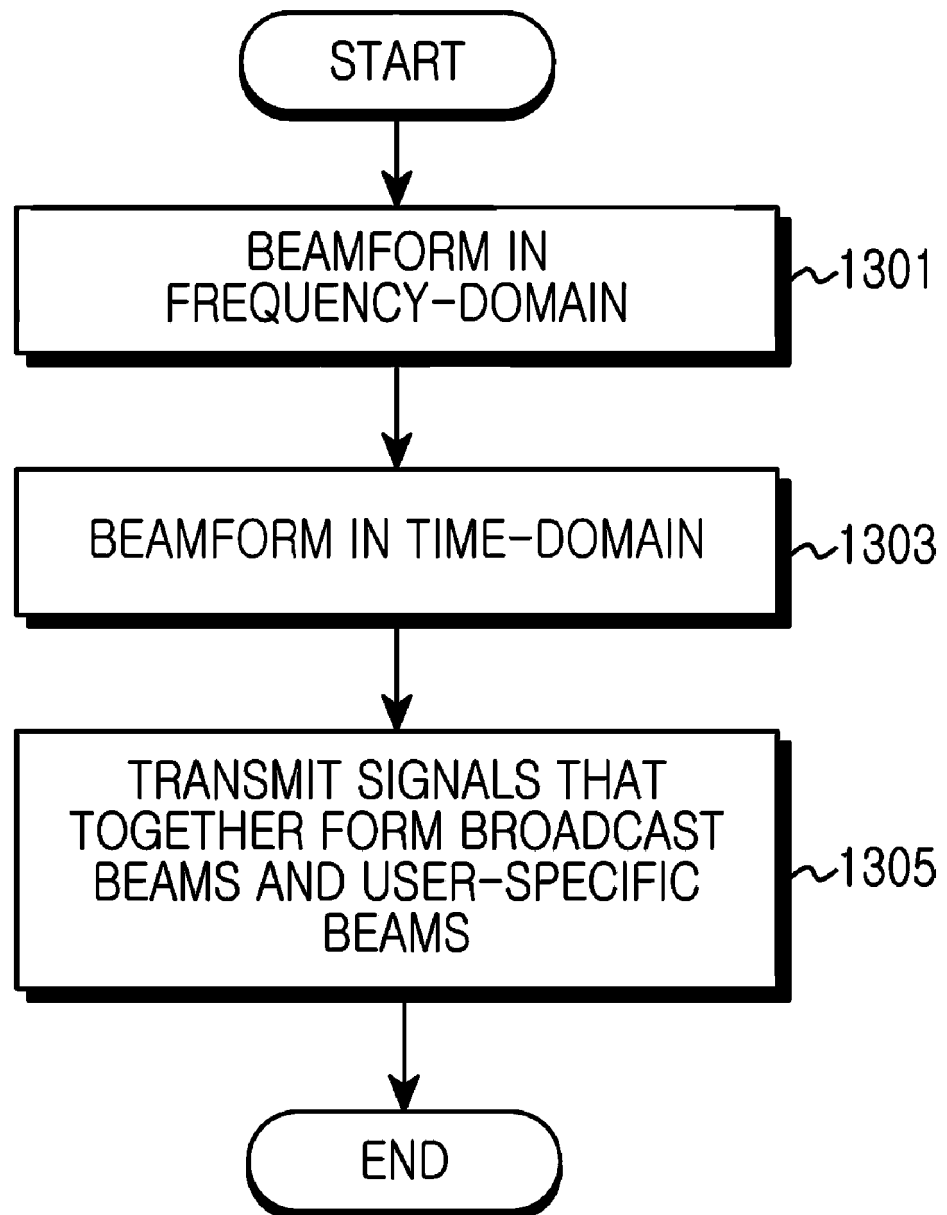 START
BEAMFORM IN
FREQUENCY-DOMAIN
1301
BEAMFORM IN TIME-DOMAIN
1303
TRANSMIT SIGNALS THAT
TOGETHER FORM BROADCAST
BEAMS AND USER-SPECIFIC
BEAMS
1305
END